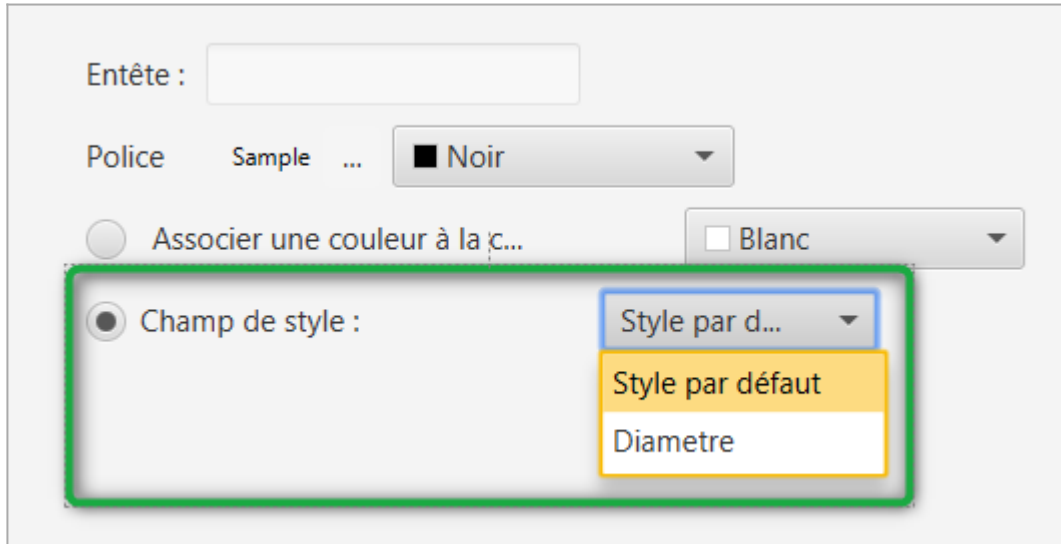 Entête :
Police Sample ... Noir
Associer une couleur à la c... Blanc
Champ de style : Style par d...
Style par défaut
Diametre